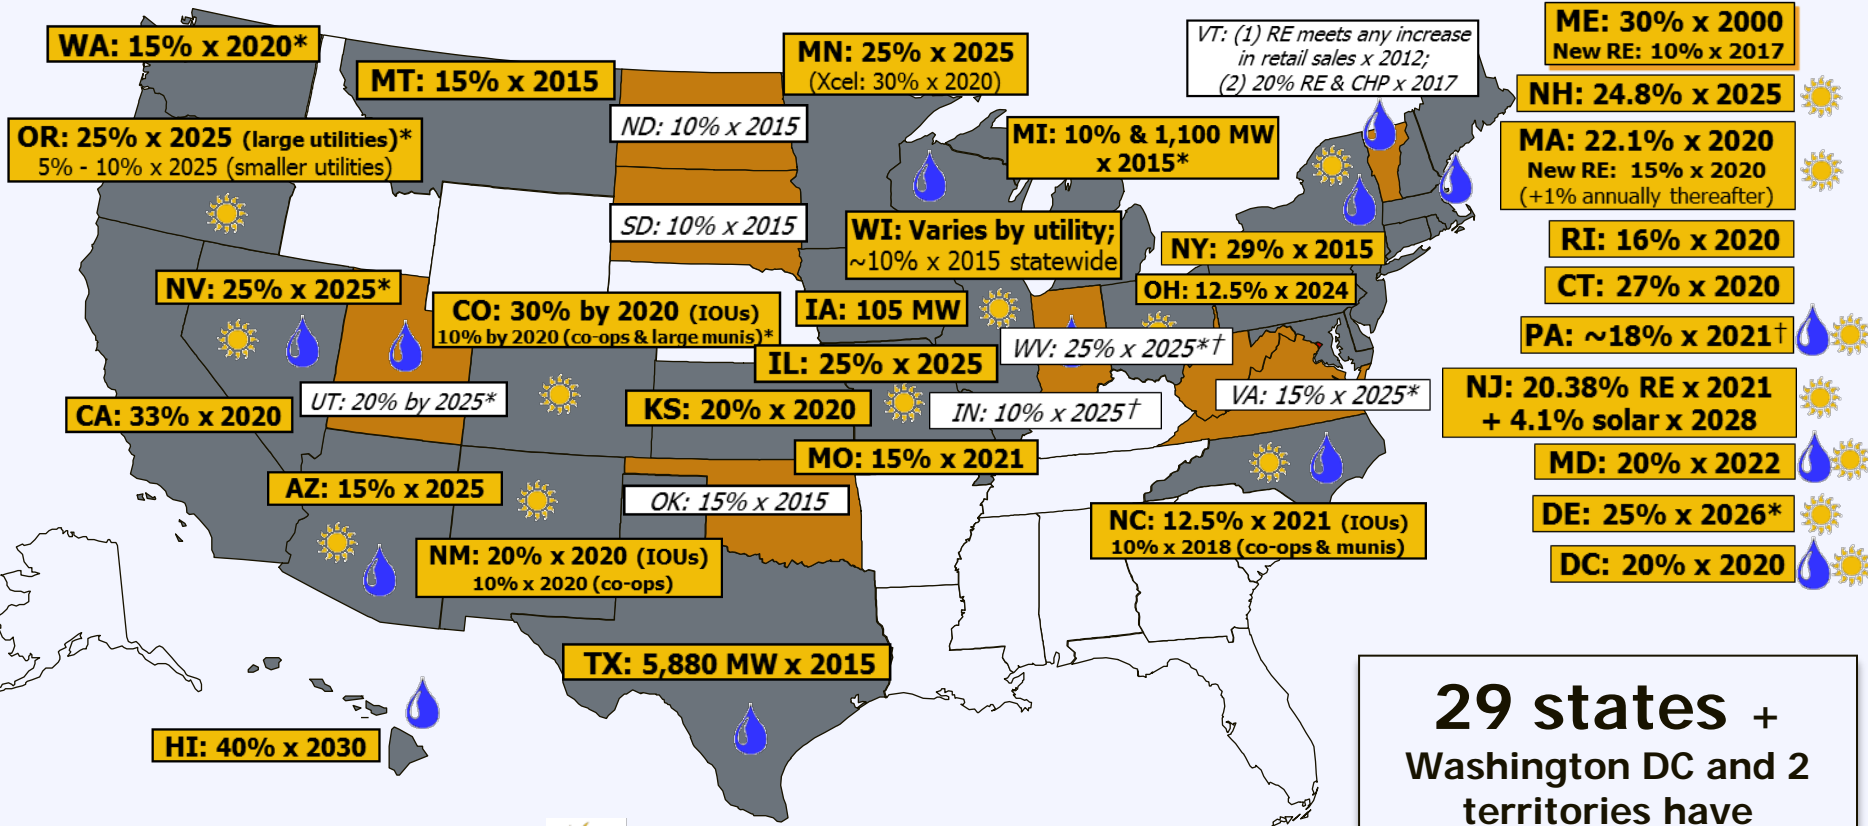 WA: 15% x 2020*
MT: 15% x 2015
MN: 25% x 2025
(Xcel: 30% x 2020)
VT: (1) RE meets any increase
in retail sales x 2012;
(2) 20% RE & CHP x 2017
ME: 30% x 2000
New RE: 10% x 2017
NH: 24.8% x 2025
OR: 25% x 2025 (large utilities)*
5% - 10% x 2025 (smaller utilities)
ND: 10% x 2015
MI: 10% & 1,100 MW
x 2015*
MA: 22.1% x 2020
New RE: 15% x 2020
(+1% annually thereafter)
SD: 10% x 2015
WI: Varies by utility;
~10% x 2015 statewide
NY: 29% x 2015
RI: 16% x 2020
NV: 25% x 2025*
CO: 30% by 2020 (IOUs)
10% by 2020 (co-ops & large munis)*
IA: 105 MW
OH: 12.5% x 2024
CT: 27% x 2020
IL: 25% x 2025
WV: 25% x 2025*†
PA: ~18% x 2021†
UT: 20% by 2025*
KS: 20% x 2020
IN: 10% x 2025†
VA: 15% x 2025*
NJ: 20.38% RE x 2021
+ 4.1% solar x 2028
CA: 33% x 2020
MO: 15% x 2021
MD: 20% x 2022
AZ: 15% x 2025
OK: 15% x 2015
NC: 12.5% x 2021 (IOUs)
10% x 2018 (co-ops & munis)
DE: 25% x 2026*
NM: 20% x 2020 (IOUs)
10% x 2020 (co-ops)
DC: 20% x 2020
TX: 5,880 MW x 2015
HI: 40% x 2030
29 states +
Washington DC and 2
territories have